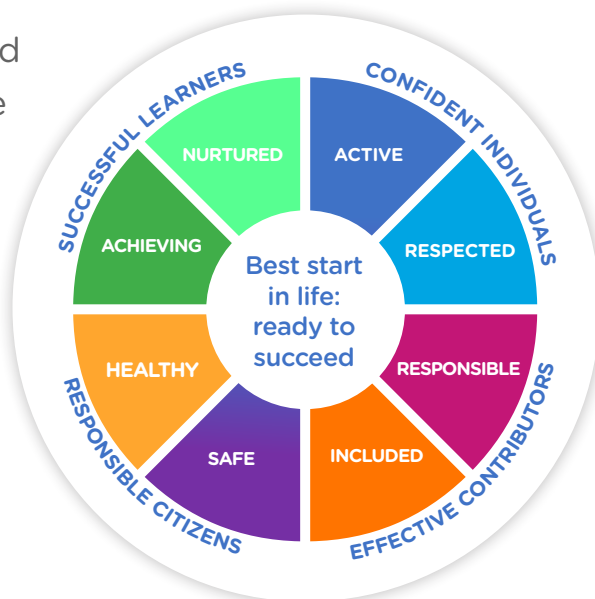 d
e
SUCCESSFUL LEARNERS
CONFIDENT INDIVIDUALS
NURTURED
ACTIVE
ACHIEVING
RESPECTED
Best start
in life:
ready to
succeed
HEALTHY
RESPONSIBLE
SAFE
INCLUDED
RESPONSIBLE CITIZENS
EFFECTIVE CONTRIBUTORS